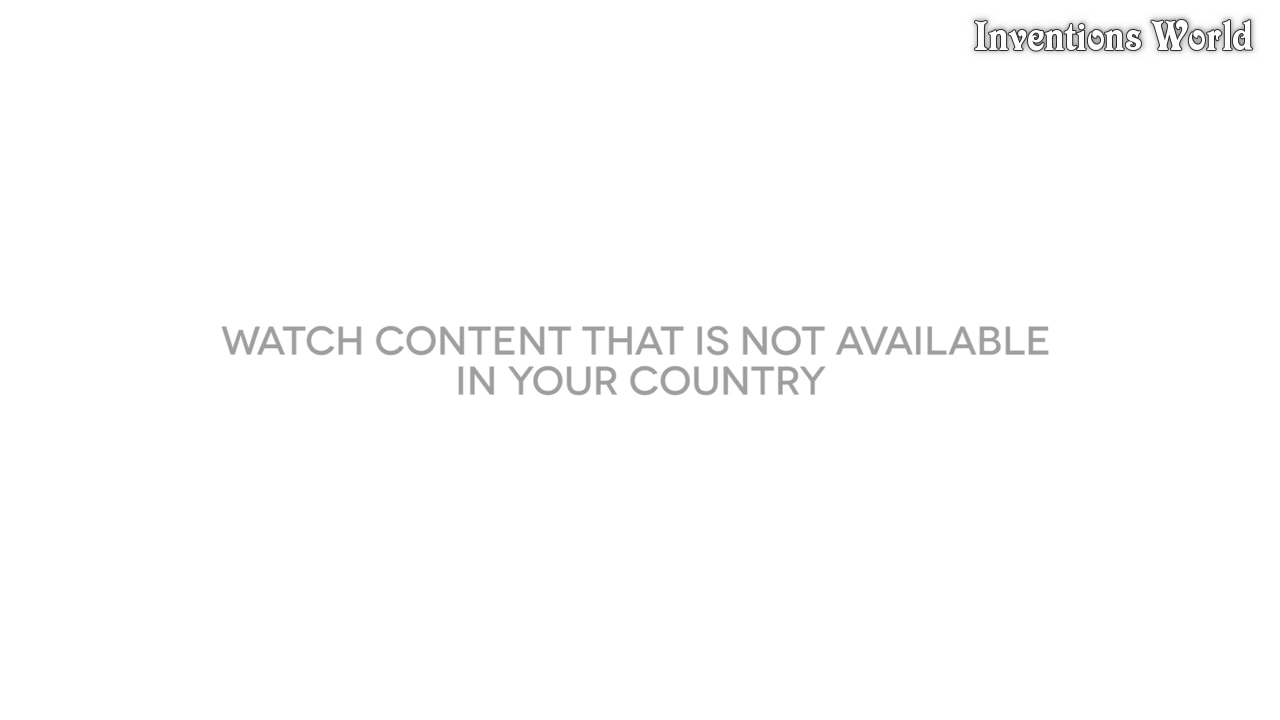 Inventions World
WATCH CONTENT THAT IS NOT AVAILABLE
IN YOUR COUNTRY